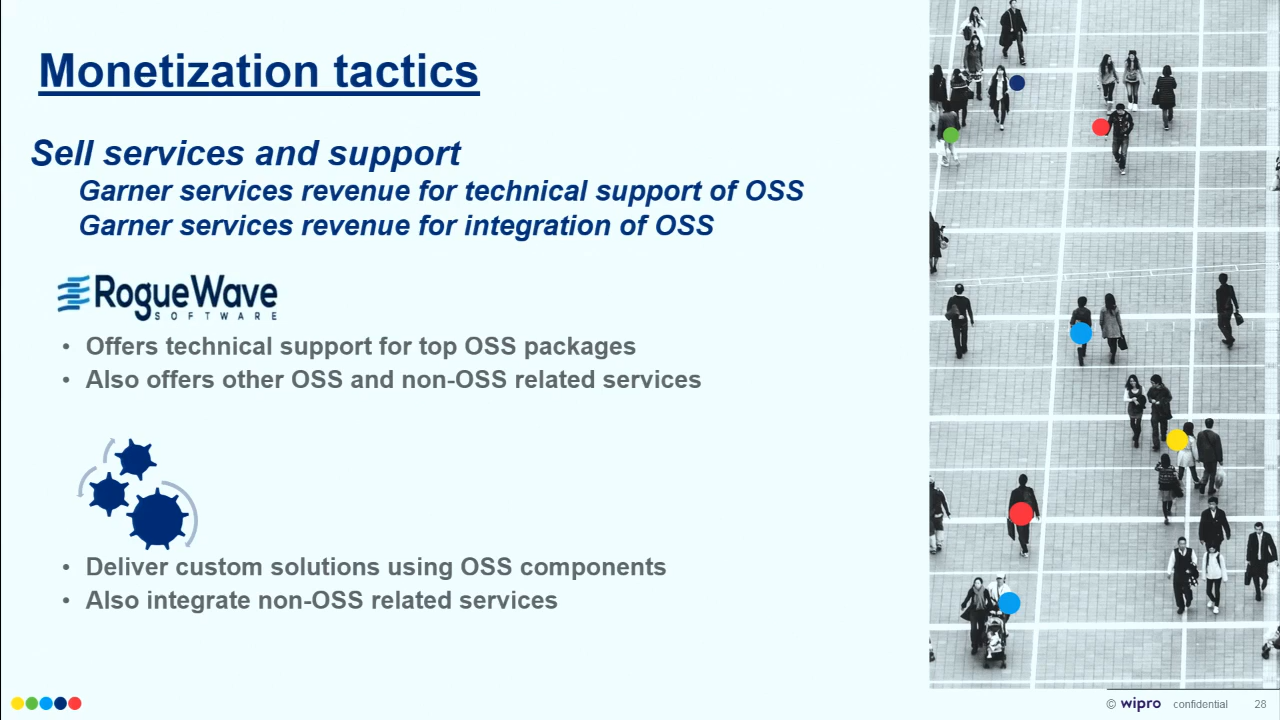 Monetization tactics
Sell services and support
Garner services revenue for technical support of OSS
Garner services revenue for integration of OSS
RogueWave
SOFTWARE
• Offers technical support for top OSS packages
• Also offers other OSS and non-OSS related services
• Deliver custom solutions using OSS components
• Also integrate non-OSS related services
© wipro confidential 28